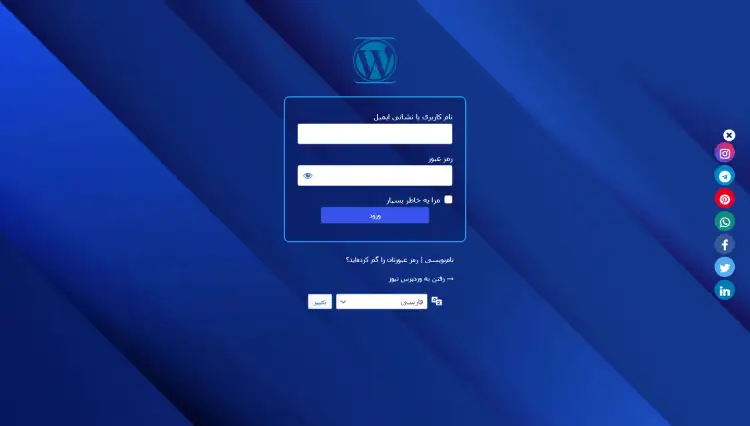 نام کاربری یا نشانی ایمیل
رمز عبور
مرا به خاطر بسپار
ورود
نام‌نویسی | رمز عبورتان را گم کرده‌اید؟
→ رفتن به وردپرس نیوز
فارسی
تغییر